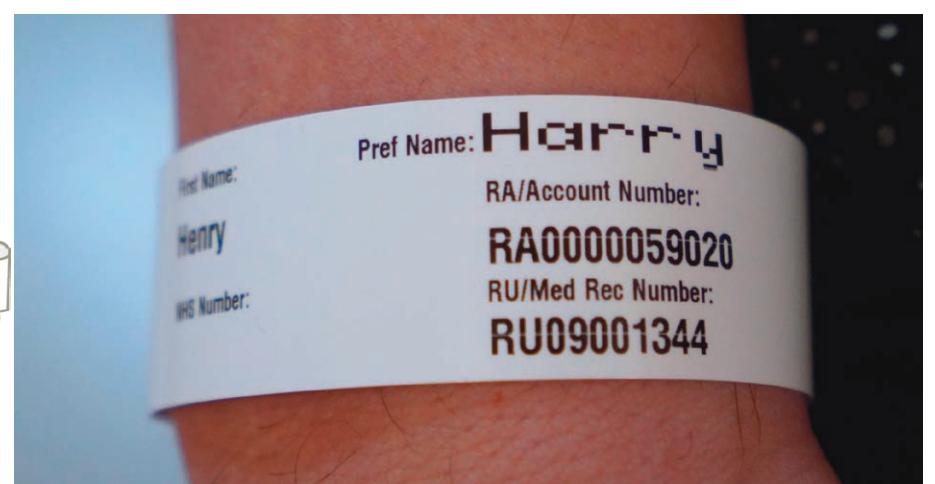 Pref Name: Harry
First Name:
Henry
NHS Number:
RA/Account Number:
RA0000059020
RU/Med Rec Number:
RU09001344